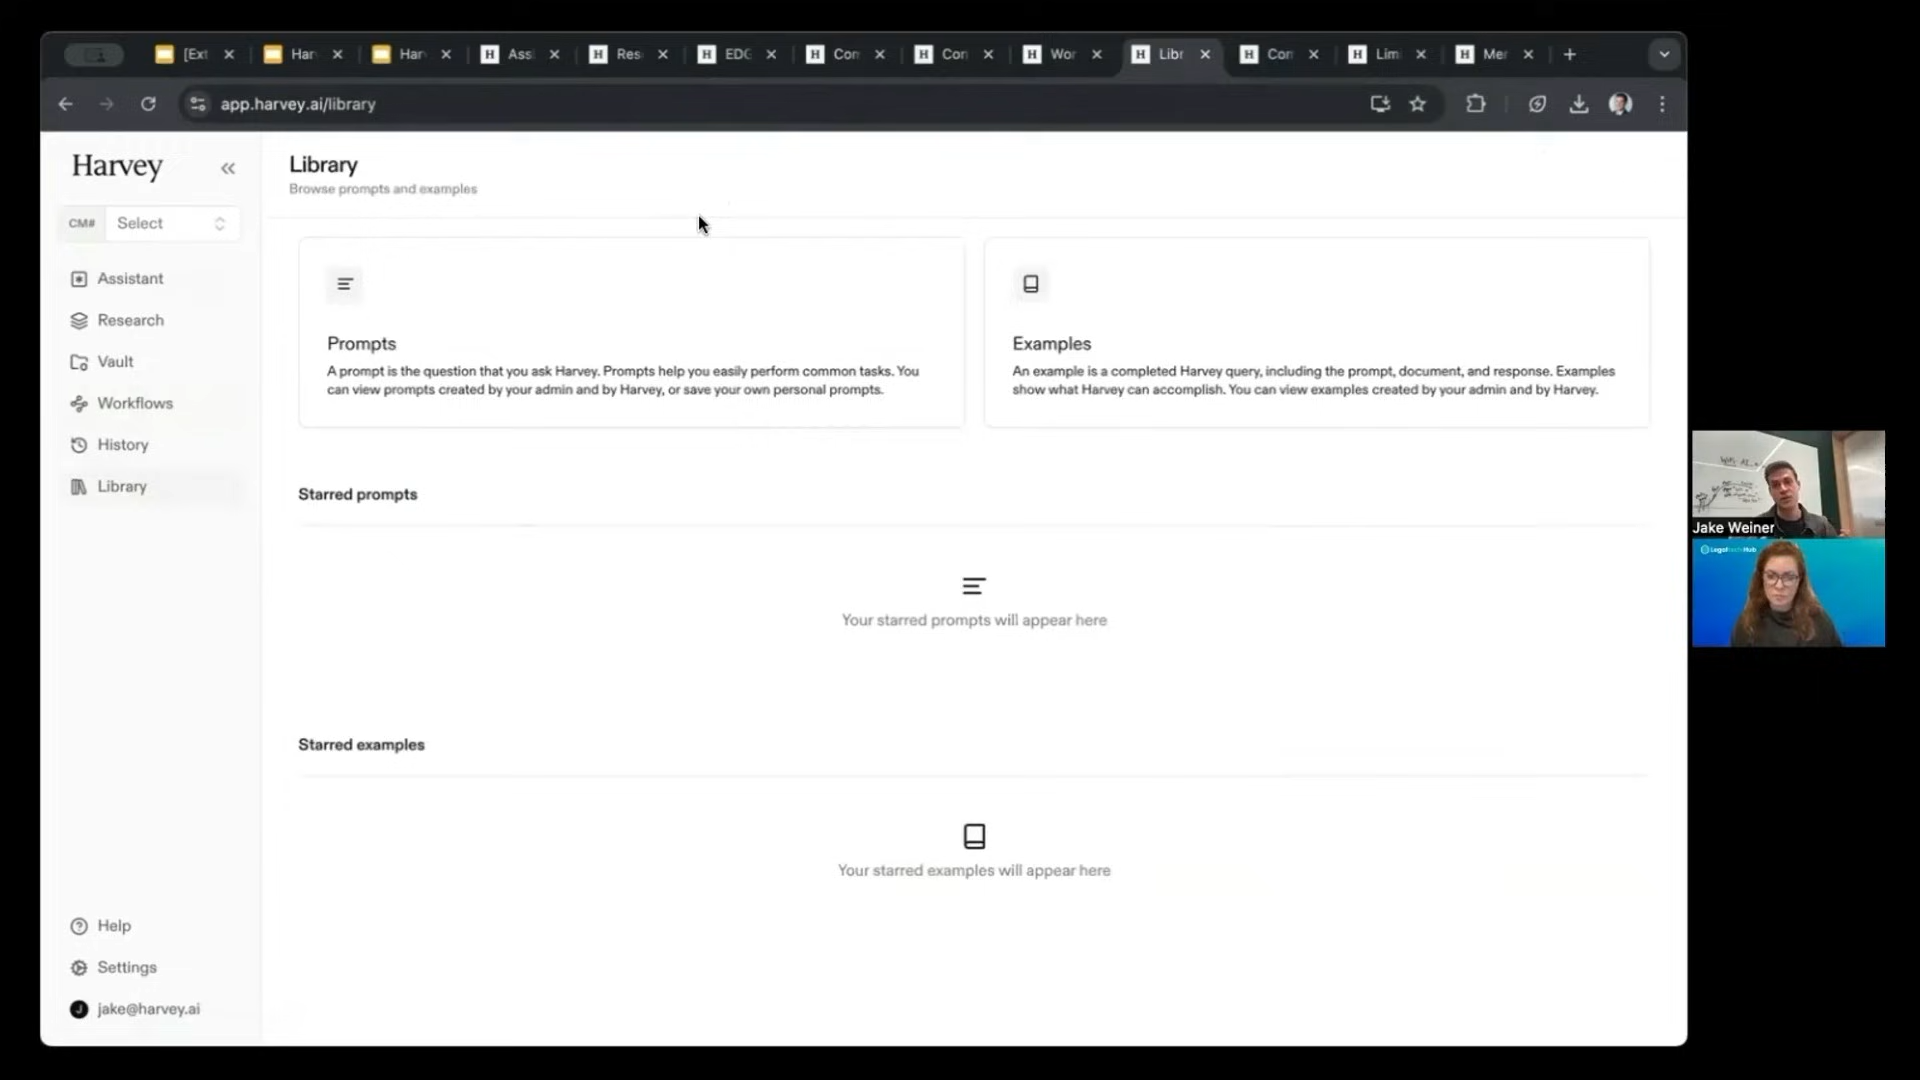 [Ext
Har
Har
Ass
Res
EDG
Con
Con
Wor
Libr
Con
Lim
Mer
app.harvey.ai/library
Harvey
CM#
Select
Assistant
Research
Vault
Workflows
History
Library
Help
Settings
J
jake@harvey.ai
Library
Browse prompts and examples
Prompts
A prompt is the question that you ask Harvey. Prompts help you easily perform common tasks. You
can view prompts created by your admin and by Harvey, or save your own personal prompts.
Examples
An example is a completed Harvey query, including the prompt, document, and response. Examples
show what Harvey can accomplish. You can view examples created by your admin and by Harvey.
Starred prompts
Your starred prompts will appear here
Starred examples
Your starred examples will appear here
Jake Weiner
LegaltechHub